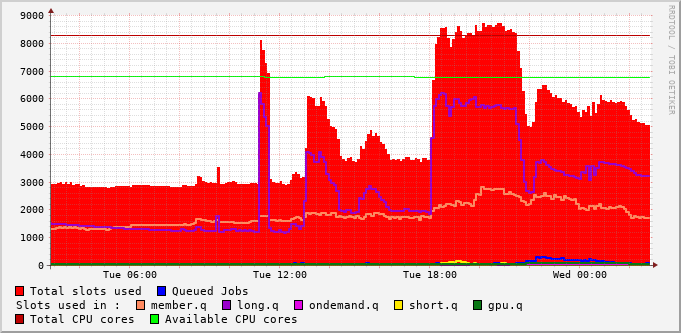 9000
8000
7000
6000
5000
4000
3000
2000
1000
0
Tue 06:00 Tue 12:00 Tue 18:00 Wed 00:00
RRDTOOL / TOBI OETIKER
Total slots used Queued Jobs
Slots used in : member.q long.q ondemand.q short.q gpu.q
Total CPU cores Available CPU cores